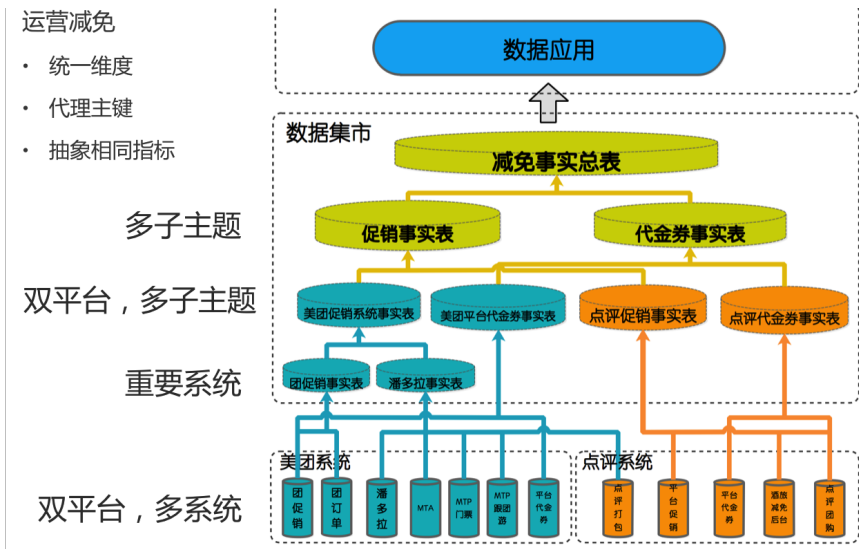 运营减免
• 统一维度
• 代理主键
• 抽象相同指标
数据应用
数据集市
减免事实总表
多子主题
促销事实表
代金券事实表
双平台，多子主题
美团促销系统事实表
美团平台代金券事实表
点评促销事实表
点评代金券事实表
重要系统
团促销事实表
潘多拉事实表
美团系统
点评系统
双平台，多系统
团促销
团订单
潘多拉
MTA
MTP
门票
MTP
跟团
游
平台
代金
券
点评打包
平台促销
平台
代金
券
酒旅
减免
后台
点评团购